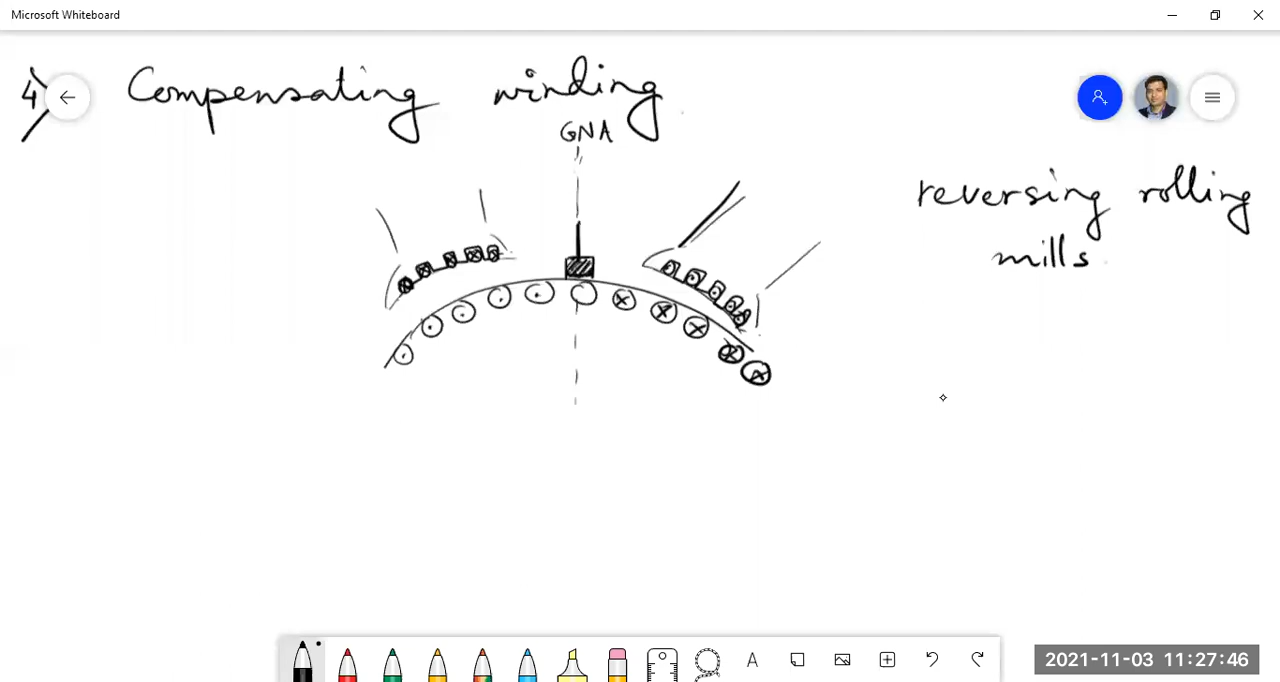 Microsoft Whiteboard
4) Compensating winding
GNA
reversing rolling
mills
2021-11-03 11:27:46